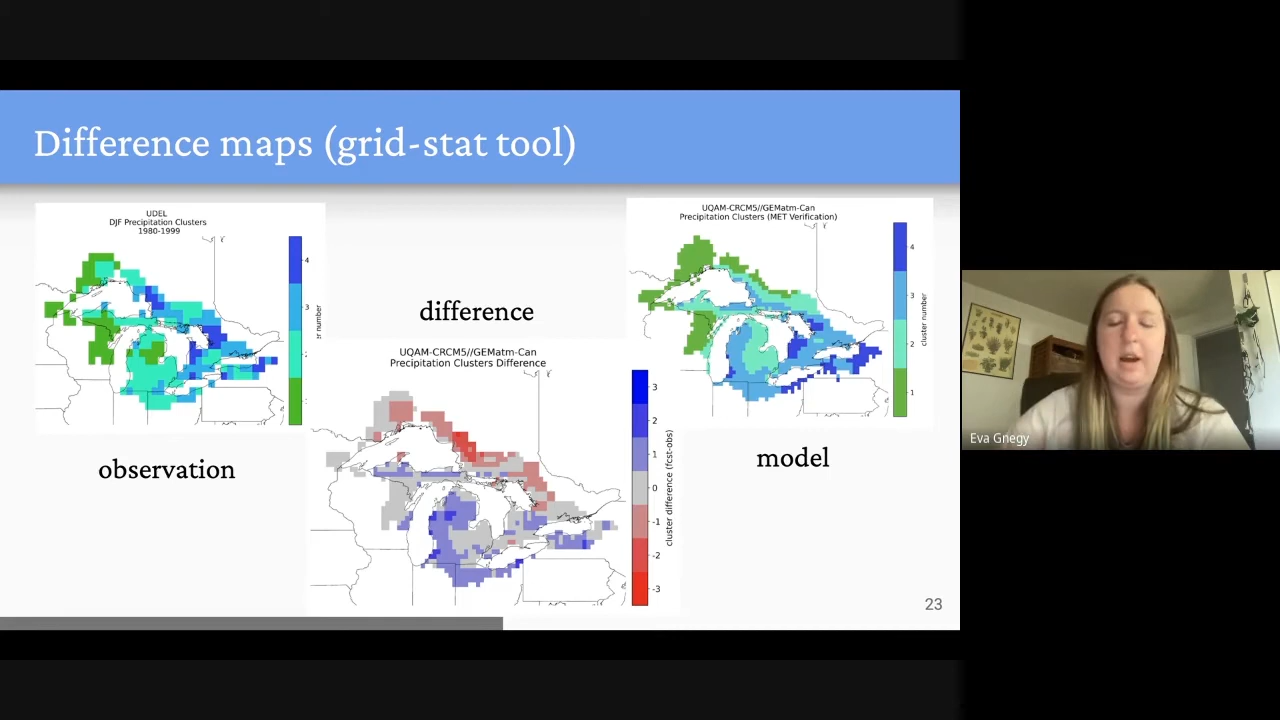 Difference maps (grid-stat tool)
UDEL
DJF Precipitation Clusters
1980-1999
4
3
observation
difference
UQAM-CRCM5//GEMatm-Can
Precipitation Clusters Difference
3
2
1
0
-1
-2
-3
cluster difference (fcst-obs)
UQAM-CRCM5//GEMatm-Can
Precipitation Clusters (MET Verification)
4
3
2
1
cluster number
model
23
Eva Gnegy